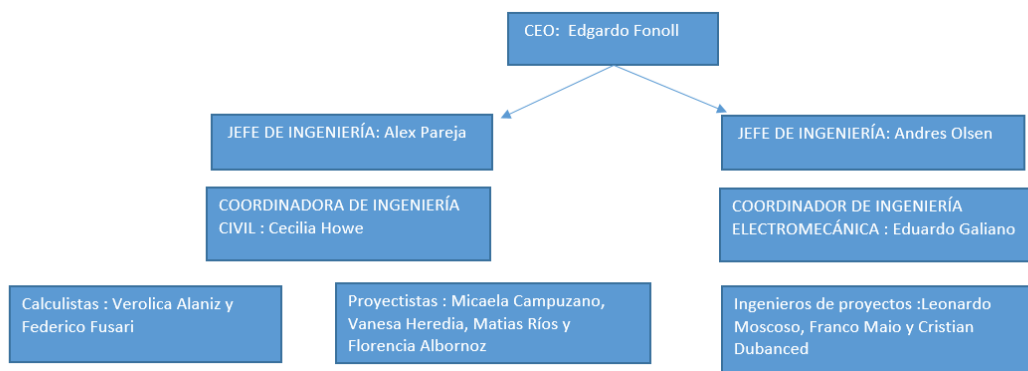 CEO:  Edgardo Fonoll
JEFE DE INGENIERÍA: Alex Pareja
JEFE DE INGENIERÍA: Andres Olsen
COORDINADORA DE INGENIERÍA
CIVIL : Cecilia Howe
COORDINADOR DE INGENIERÍA
ELECTROMECÁNICA : Eduardo Galiano
Calculistas : Verolica Alaniz y
Federico Fusari
Proyectistas : Micaela Campuzano,
Vanesa Heredia, Matias Ríos y
Florencia Albornoz
Ingenieros de proyectos :Leonardo
Moscoso, Franco Maio y Cristian
Dubanced